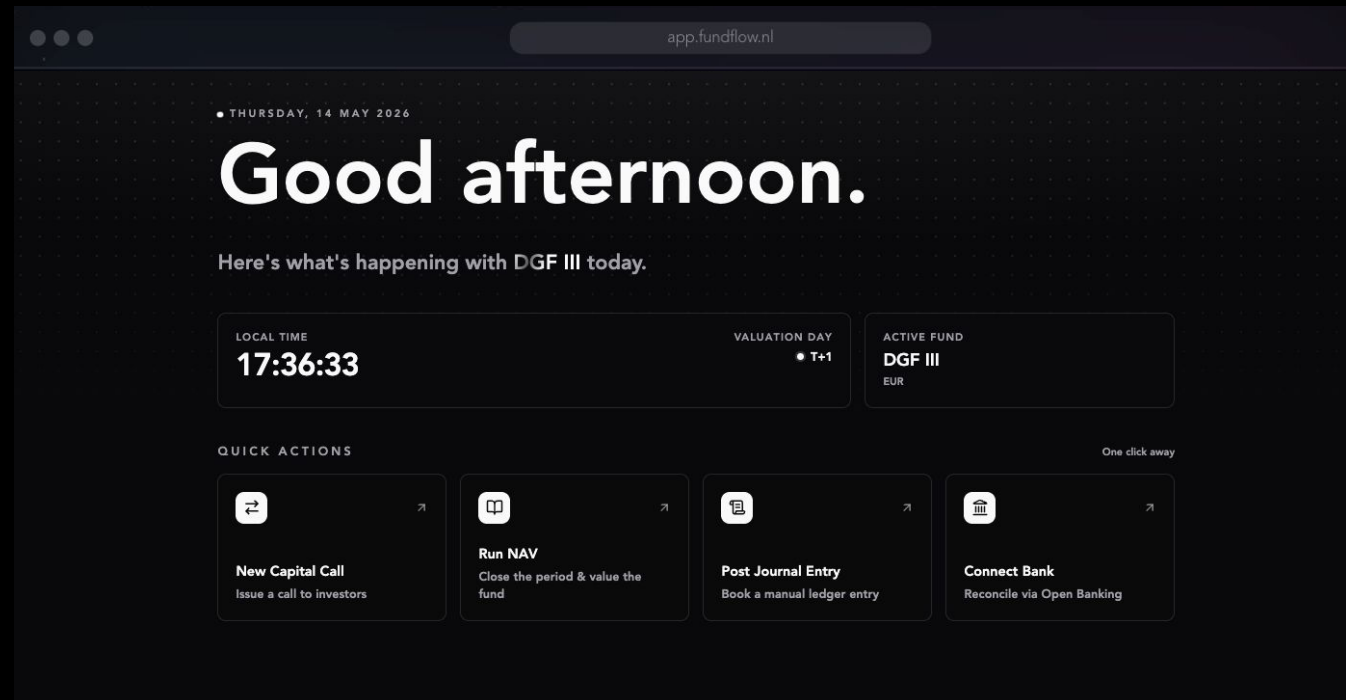 app.fundflow.nl
THURSDAY, 14 MAY 2026
Good afternoon.
Here's what's happening with DGF III today.
LOCAL TIME
17:36:33
VALUATION DAY
T+1
ACTIVE FUND
DGF III
EUR
QUICK ACTIONS
One click away
New Capital Call
Issue a call to investors
Run NAV
Close the period & value the
fund
Post Journal Entry
Book a manual ledger entry
Connect Bank
Reconcile via Open Banking